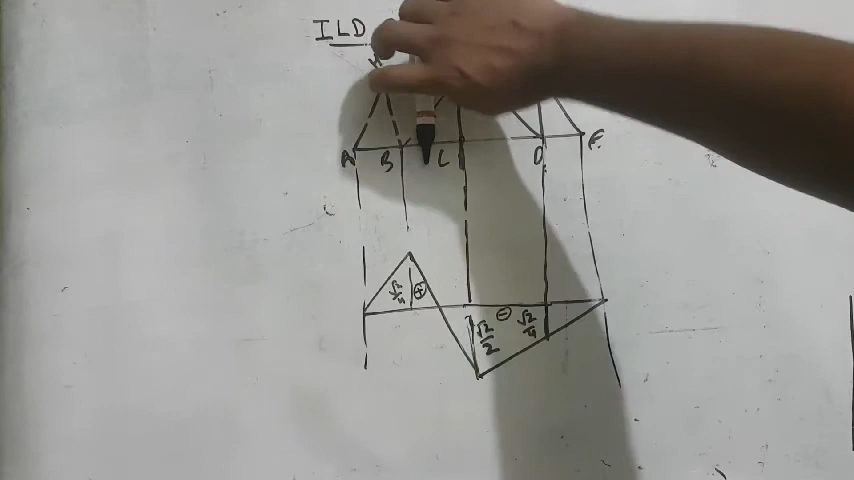 ILD
H
A B C D E
√2/4 ⊕
⊖
√2/2 √2/4